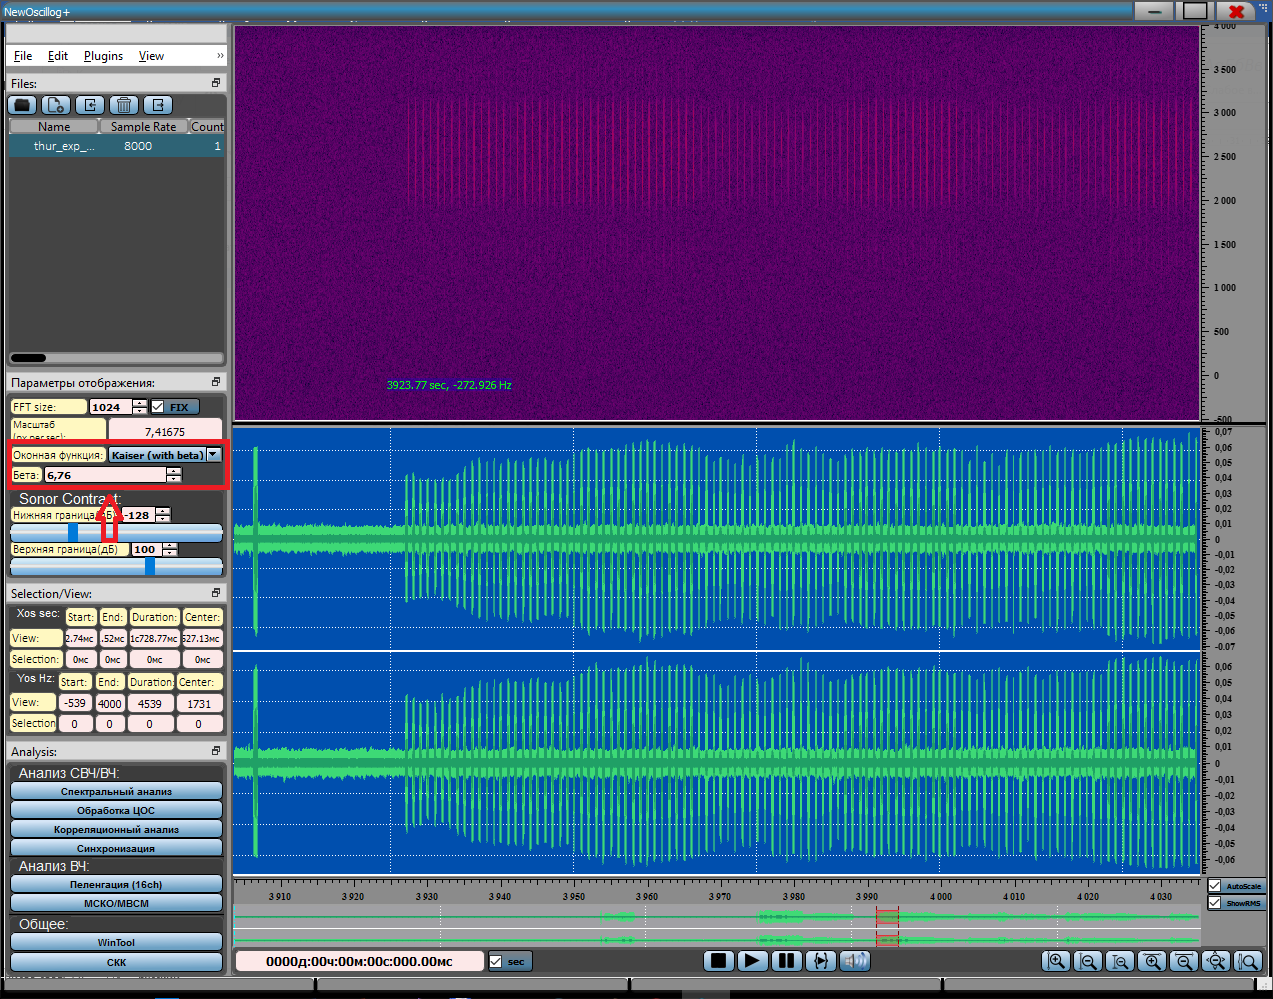 NewOscillog+
File Edit Plugins View »
Files:
Name Sample Rate Count
thur_exp_... 8000 1
Параметры отображения:
FFT size: 1024 FIX
Масштаб
(px per sec): 7,41675
Оконная функция: Kaiser (with beta)
Бета: 6,76
Sonor Contrast:
Нижняя граница(дБ) -128
Верхняя граница(дБ) 100
Selection/View:
Xos sec: Start: End: Duration: Center:
View: 2.74мс .52мс 1с728.77мс 527.13мс
Selection: 0мс 0мс 0мс 0мс
Yos Hz: Start: End: Duration: Center:
View: -539 4000 4539 1731
Selection 0 0 0 0
Analysis:
Анализ СВЧ/ВЧ:
Спектральный анализ
Обработка ЦОС
Корреляционный анализ
Синхронизация
Анализ ВЧ:
Пеленгация (16ch)
МСКО/МВСМ
Общее:
WinTool
СКК
4 000
3 500
3 000
2 500
2 000
1 500
1 000
500
0
-500
3923.77 sec, -272.926 Hz
0,07
0,06
0,05
0,04
0,03
0,02
0,01
0
-0,01
-0,02
-0,03
-0,04
-0,05
-0,06
-0,07
0,06
0,05
0,04
0,03
0,02
0,01
0
-0,01
-0,02
-0,03
-0,04
-0,05
-0,06
3 910 3 920 3 930 3 940 3 950 3 960 3 970 3 980 3 990 4 000 4 010 4 020 4 030
AutoScale
ShowRMS
0000д:00ч:00м:00с:000.00мс sec